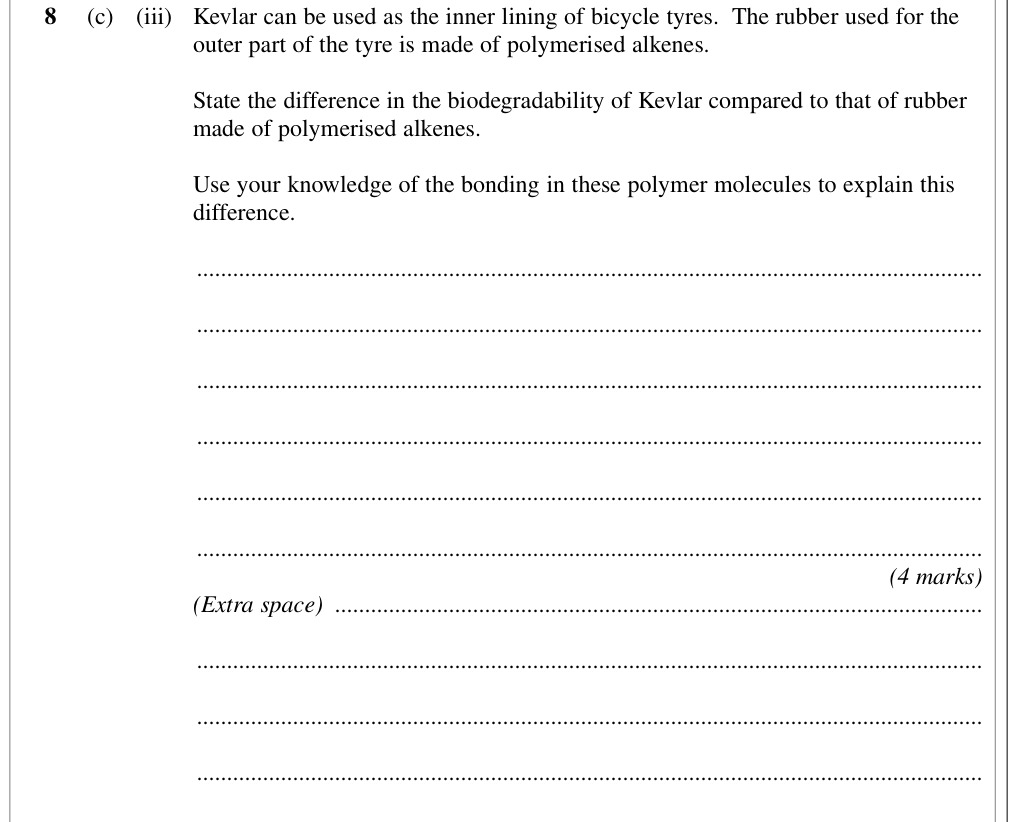 8 (c) (iii) Kevlar can be used as the inner lining of bicycle tyres. The rubber used for the
outer part of the tyre is made of polymerised alkenes.
State the difference in the biodegradability of Kevlar compared to that of rubber
made of polymerised alkenes.
Use your knowledge of the bonding in these polymer molecules to explain this
difference.
(4 marks)
(Extra space)